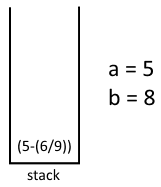 a = 5
b = 8
(5-(6/9))
stack